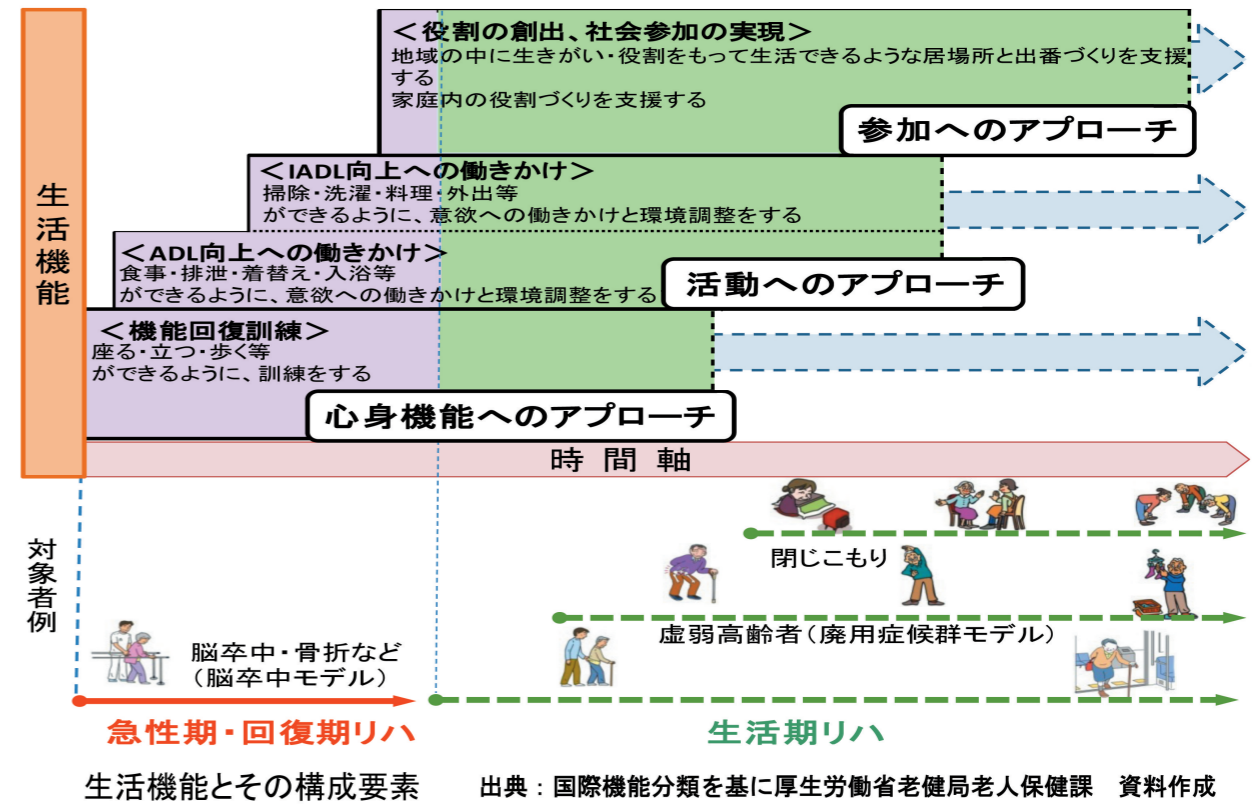 <役割の創出、社会参加の実現>
地域の中に生きがい・役割をもって生活できるような居場所と出番づくりを支援
する
家庭内の役割づくりを支援する
参加へのアプローチ
<IADL向上への働きかけ>
掃除・洗濯・料理・外出等
ができるように、意欲への働きかけと環境調整をする
<ADL向上への働きかけ>
食事・排泄・着替え・入浴等
ができるように、意欲への働きかけと環境調整をする
活動へのアプローチ
<機能回復訓練>
座る・立つ・歩く等
ができるように、訓練をする
心身機能へのアプローチ
生活機能
時間軸
対象者例
閉じこもり
虚弱高齢者(廃用症候群モデル)
脳卒中・骨折など
(脳卒中モデル)
急性期・回復期リハ
生活期リハ
生活機能とその構成要素
出典:国際機能分類を基に厚生労働省老健局老人保健課 資料作成